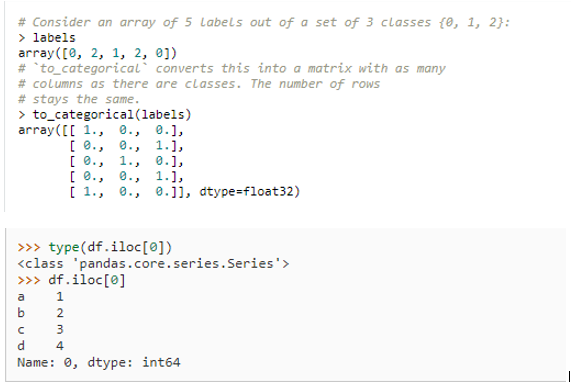 # Consider an array of 5 labels out of a set of 3 classes {0, 1, 2}:
> labels
array([0, 2, 1, 2, 0])
# `to_categorical` converts this into a matrix with as many
# columns as there are classes. The number of rows
# stays the same.
> to_categorical(labels)
array([[ 1.,  0.,  0.],
       [ 0.,  0.,  1.],
       [ 0.,  1.,  0.],
       [ 0.,  0.,  1.],
       [ 1.,  0.,  0.]], dtype=float32)
>>> type(df.iloc[0])
<class 'pandas.core.series.Series'>
>>> df.iloc[0]
a    1
b    2
c    3
d    4
Name: 0, dtype: int64